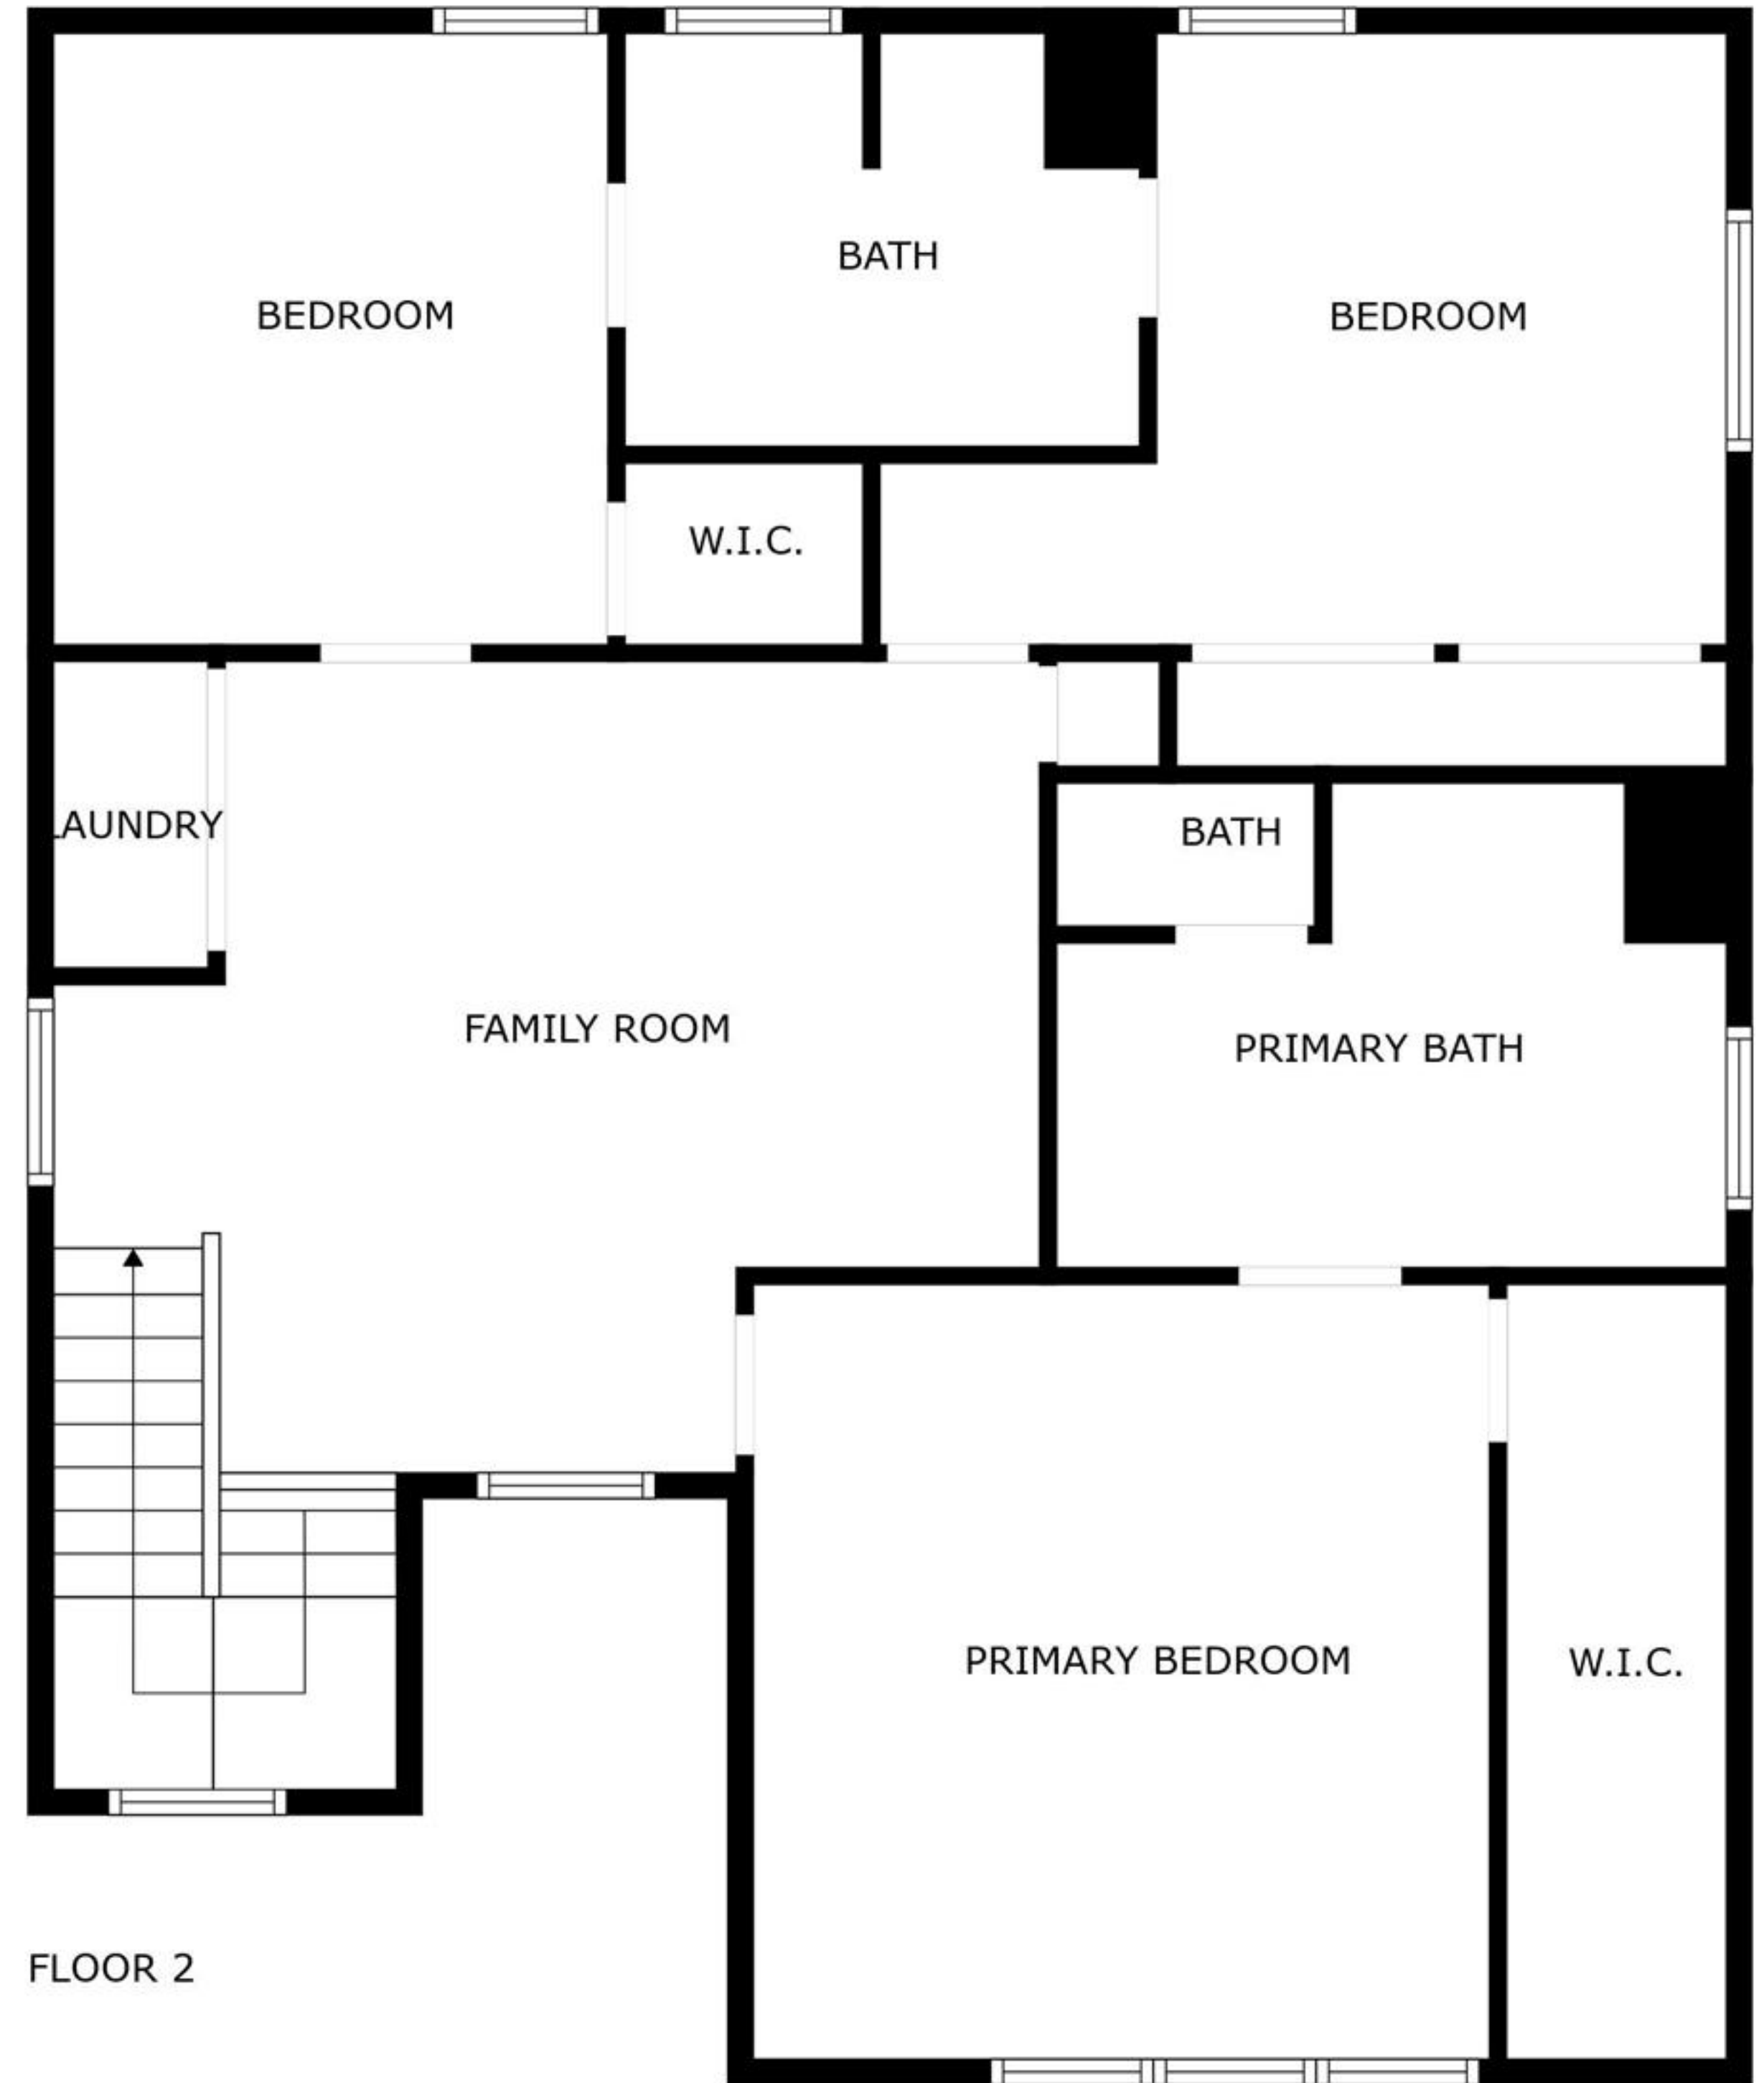 BATH
BEDROOM
BEDROOM
W.I.C.
LAUNDRY
BATH
FAMILY ROOM
PRIMARY BATH
PRIMARY BEDROOM
W.I.C.
FLOOR 2